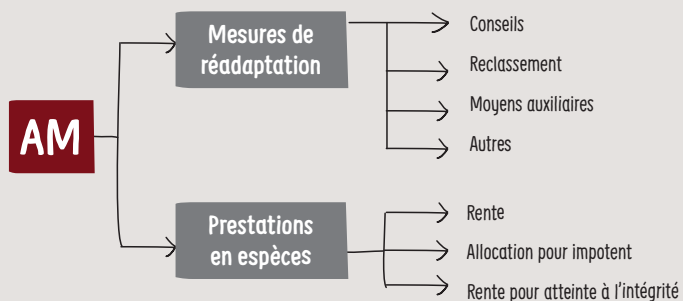 AM
Mesures de
réadaptation
Conseils
Reclassement
Moyens auxiliaires
Autres
Prestations
en espèces
Rente
Allocation pour impotent
Rente pour atteinte à l'intégrité